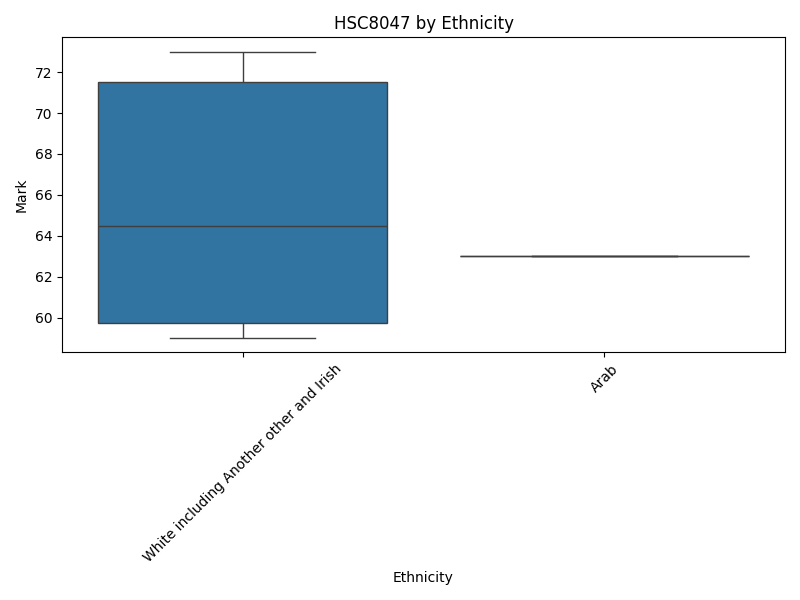 HSC8047 by Ethnicity
72
70
68
66
64
62
60
Mark
White including Another other and Irish
Arab
Ethnicity